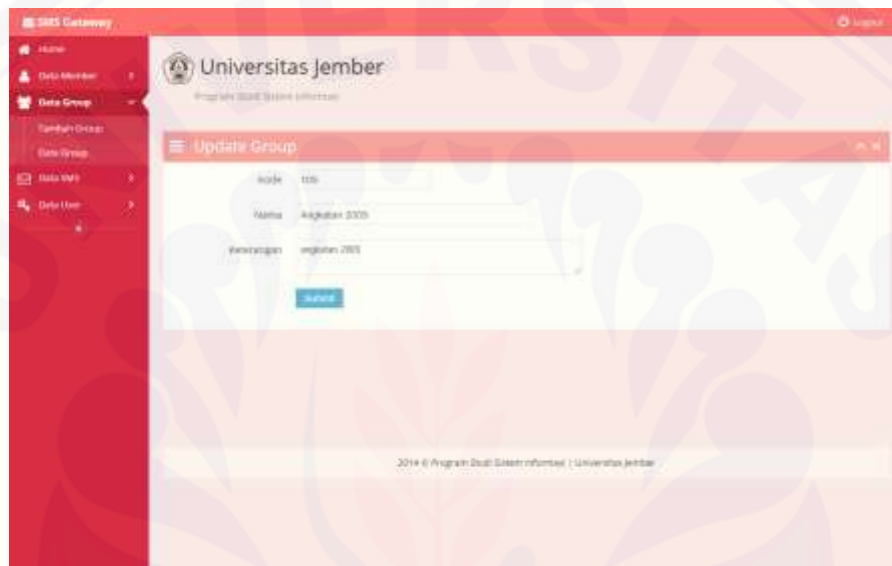 SMS Gateway
Logout
Home
Data Member
Data Group
Tambah Group
Data Group
Data SMS
Data User
Universitas Jember
Program Studi Sistem Informasi
Update Group
Kode
Nama Angkatan 2005
Keterangan angkatan 2005
Submit
2014 © Program Studi Sistem Informasi | Universitas Jember